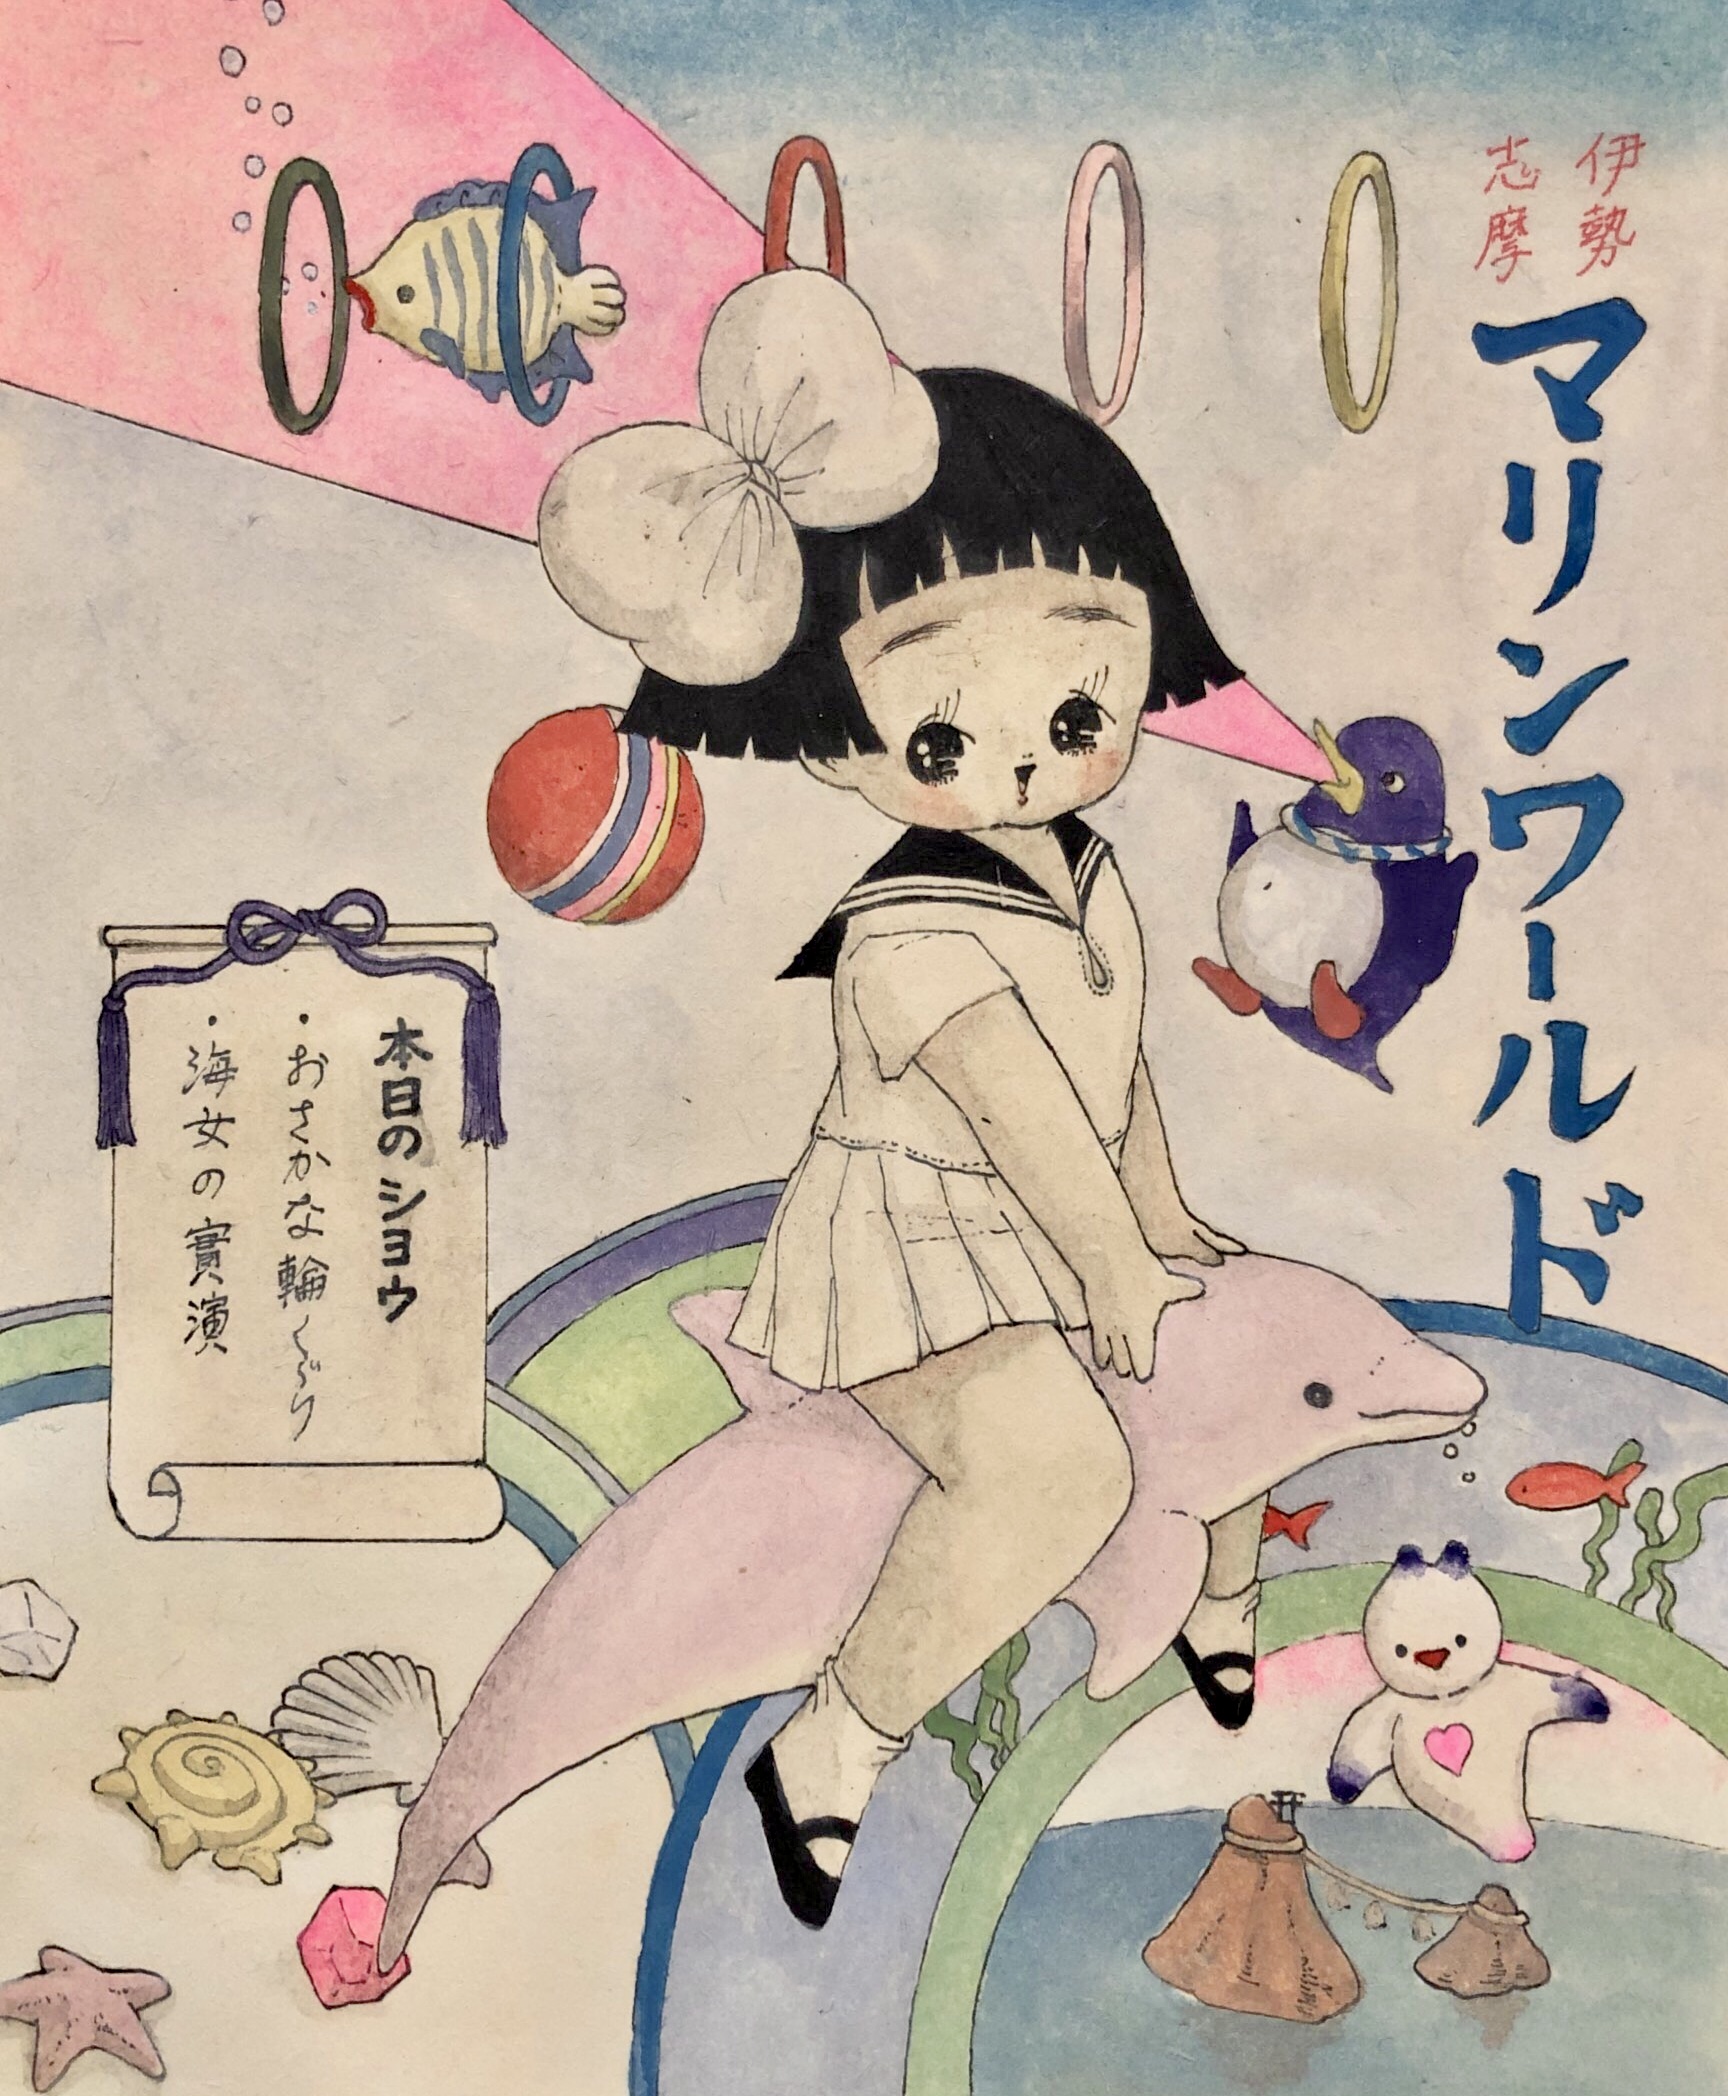 伊勢
志摩
マリンワールド
本日のショウ
・おさかな輪くぐり
・海女の實演